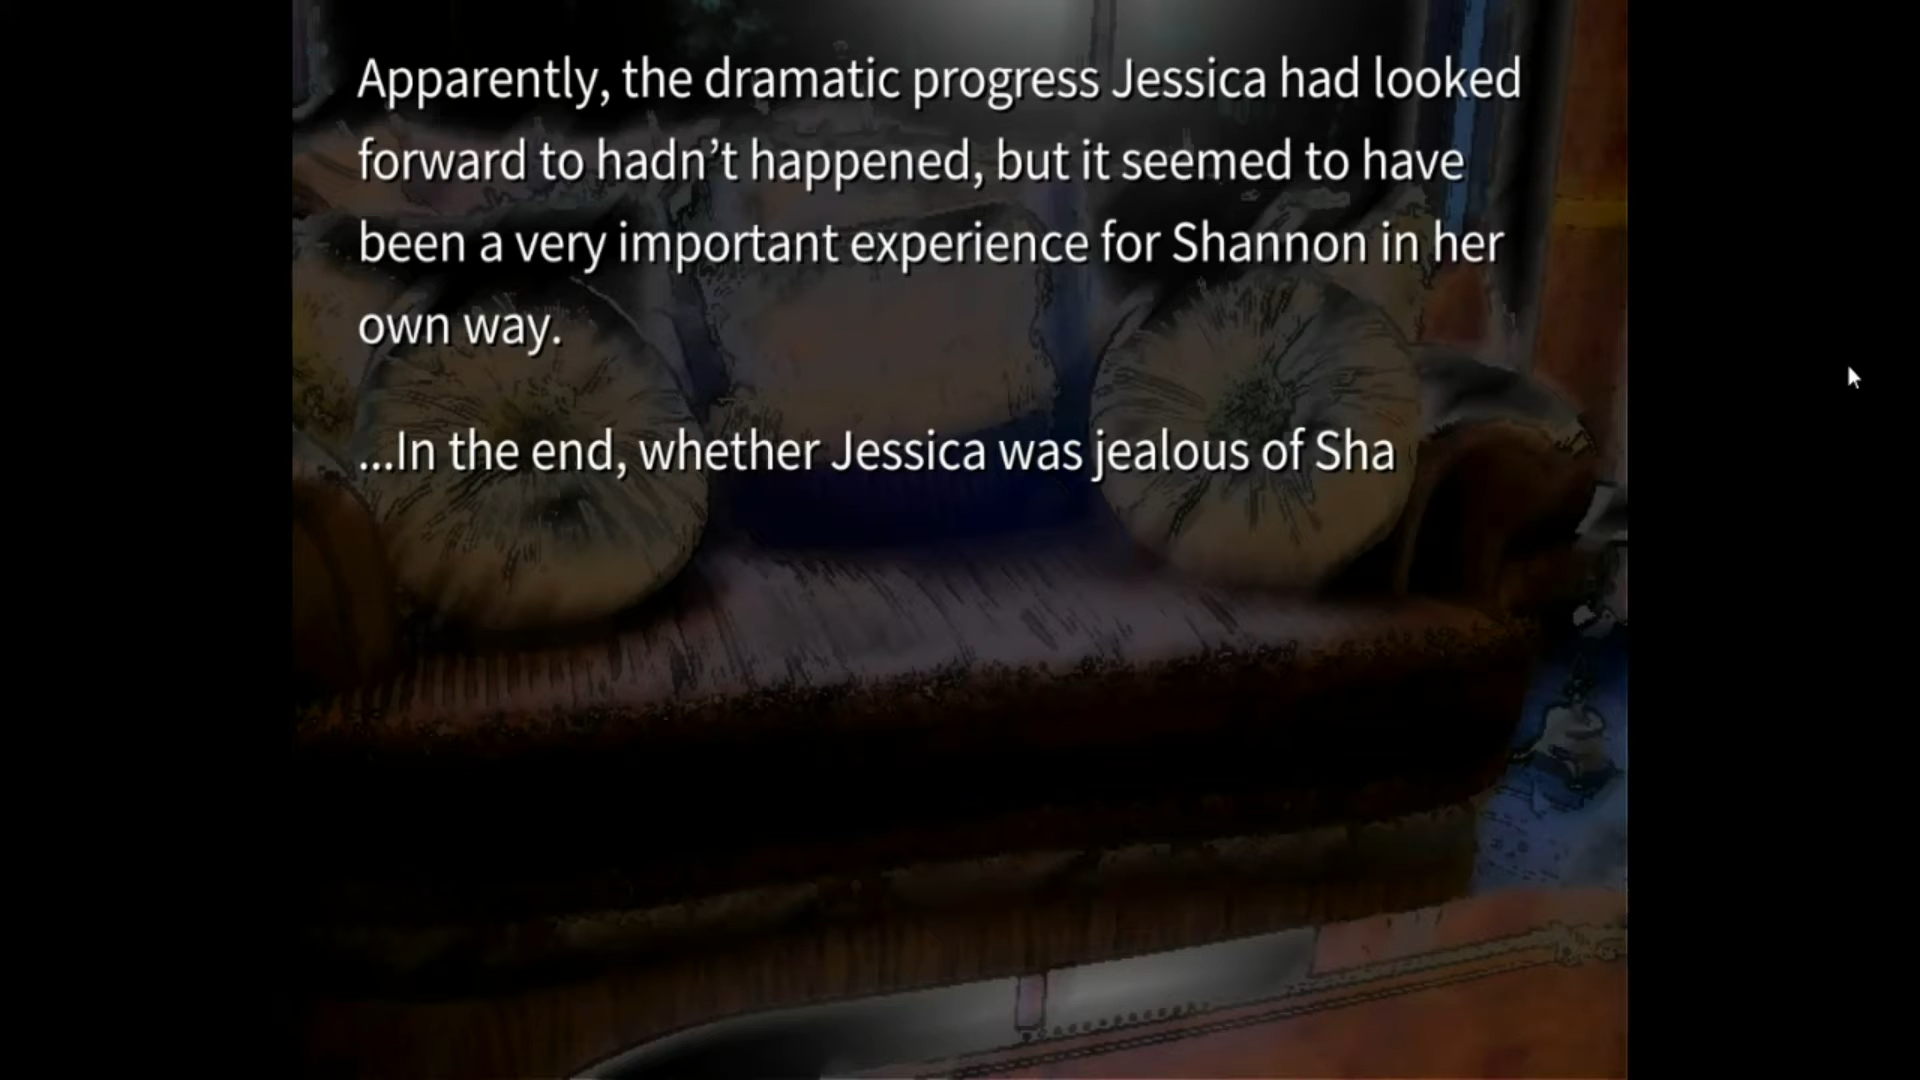 Apparently, the dramatic progress Jessica had looked
forward to hadn’t happened, but it seemed to have
been a very important experience for Shannon in her
own way.
...In the end, whether Jessica was jealous of Sha